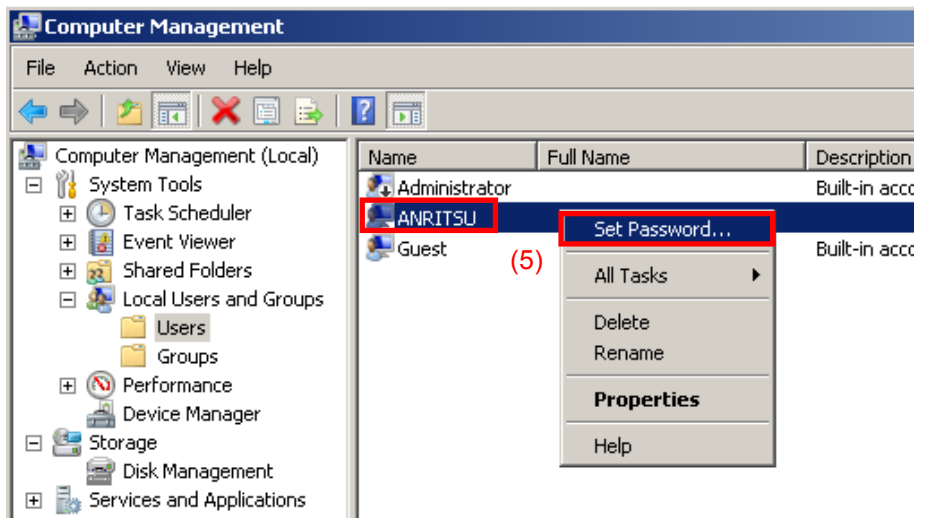 Computer Management
File Action View Help
Computer Management (Local)
System Tools
Task Scheduler
Event Viewer
Shared Folders
Local Users and Groups
Users
Groups
Performance
Device Manager
Storage
Disk Management
Services and Applications
Name Full Name Description
Administrator Built-in acco
ANRITSU
Guest Built-in acco
(5)
Set Password...
All Tasks
Delete
Rename
Properties
Help